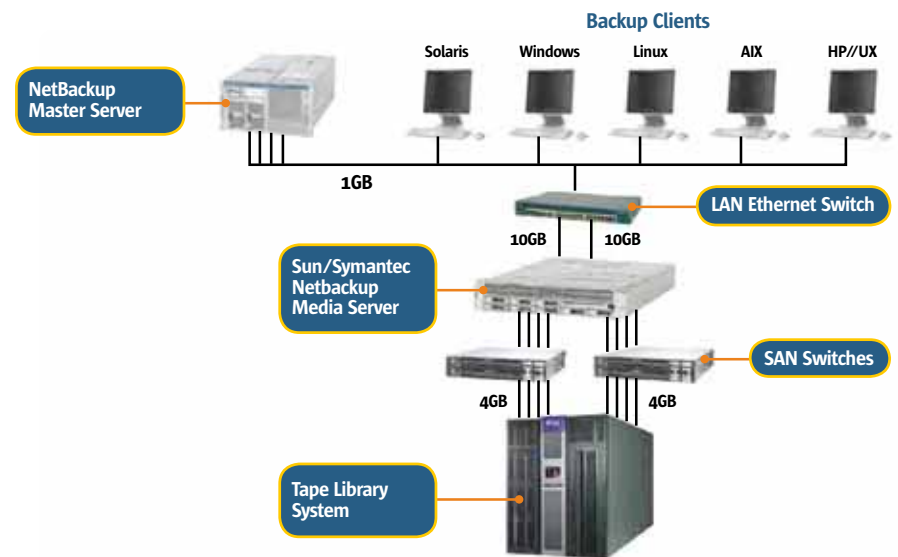 Backup Clients
Solaris
Windows
Linux
AIX
HP//UX
NetBackup
Master Server
1GB
LAN Ethernet Switch
10GB
10GB
Sun/Symantec
Netbackup
Media Server
SAN Switches
4GB
4GB
Tape Library
System